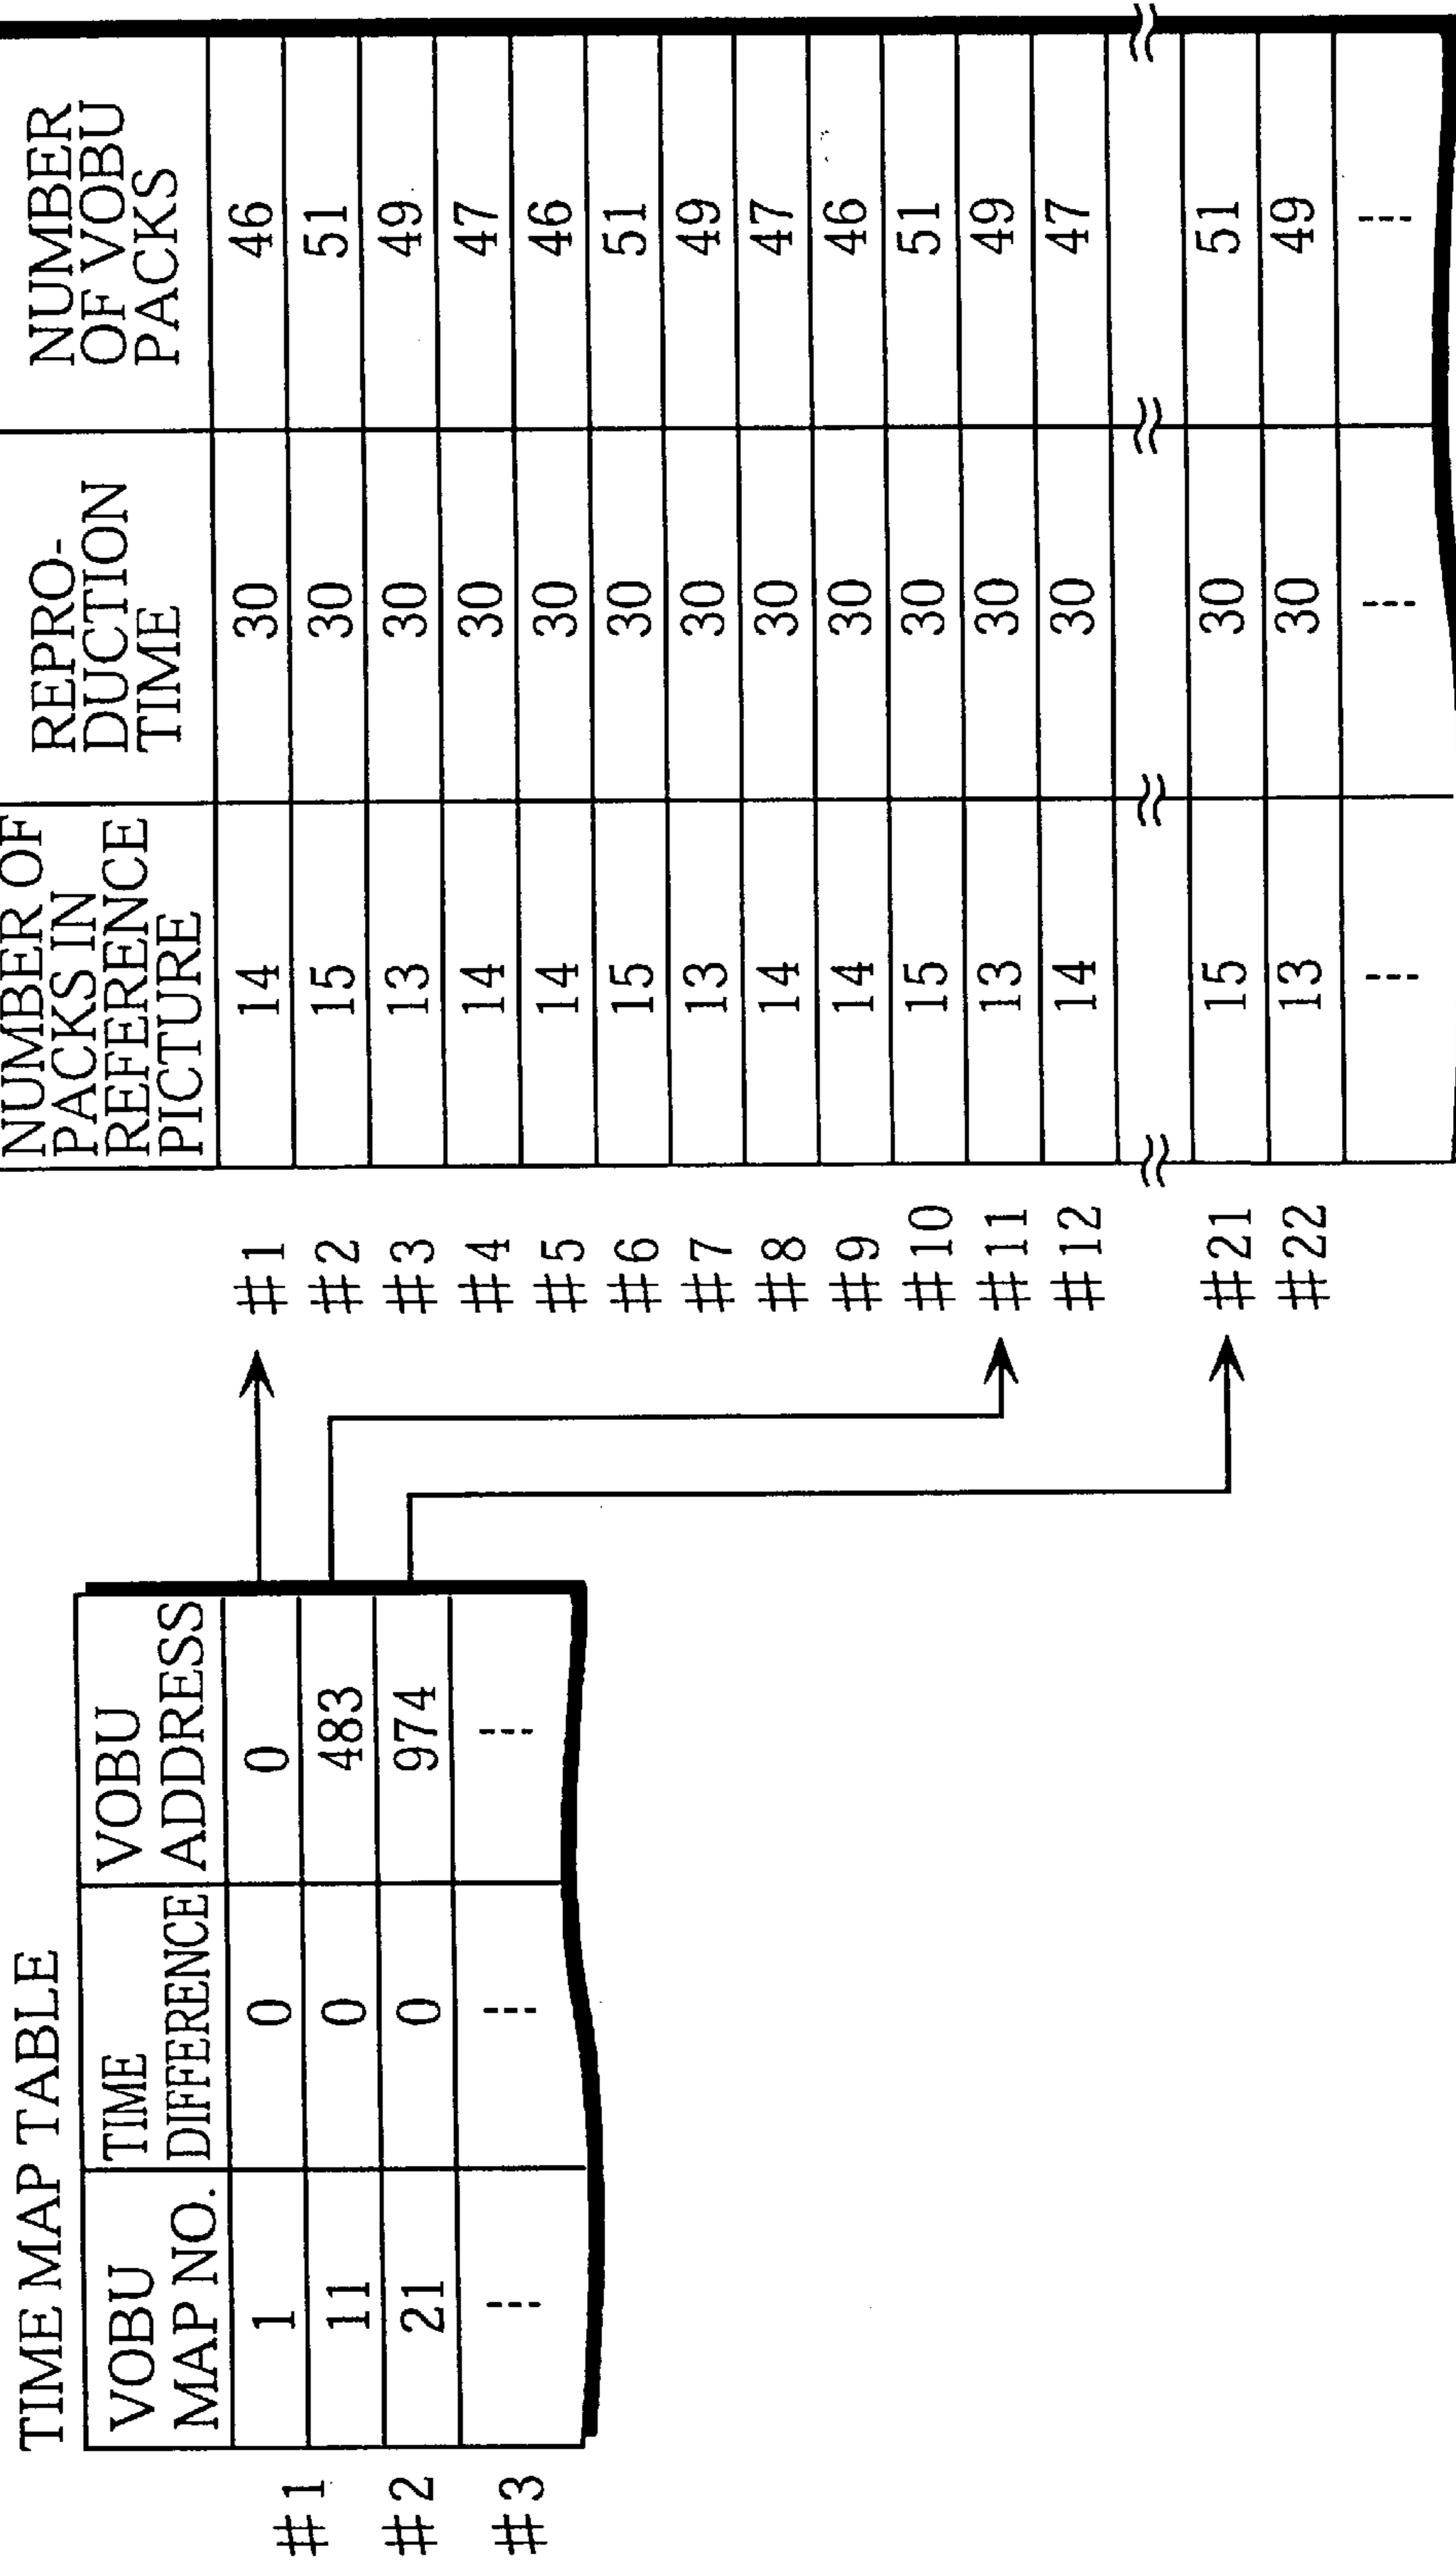 TIME MAP TABLE
VOBU
MAP NO.
TIME
DIFFERENCE
VOBU
ADDRESS
#1 1 0 0
#2 11 0 483
#3 21 0 974
--- --- ---
NUMBER OF
PACKS IN
REFERENCE
PICTURE
REPRO-
DUCTION
TIME
NUMBER
OF VOBU
PACKS
#1 14 30 46
#2 15 30 51
#3 13 30 49
#4 14 30 47
#5 14 30 46
#6 15 30 51
#7 13 30 49
#8 14 30 47
#9 14 30 46
#10 15 30 51
#11 13 30 49
#12 14 30 47
#21 15 30 51
#22 13 30 49
--- --- ---